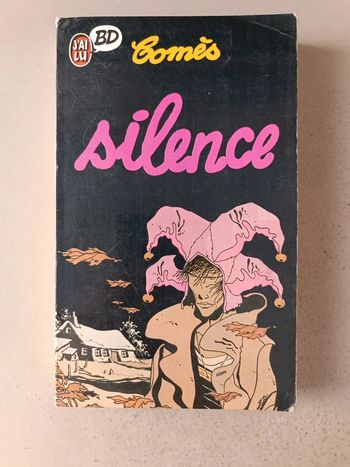 J'AI LU
BD
Comès
silence